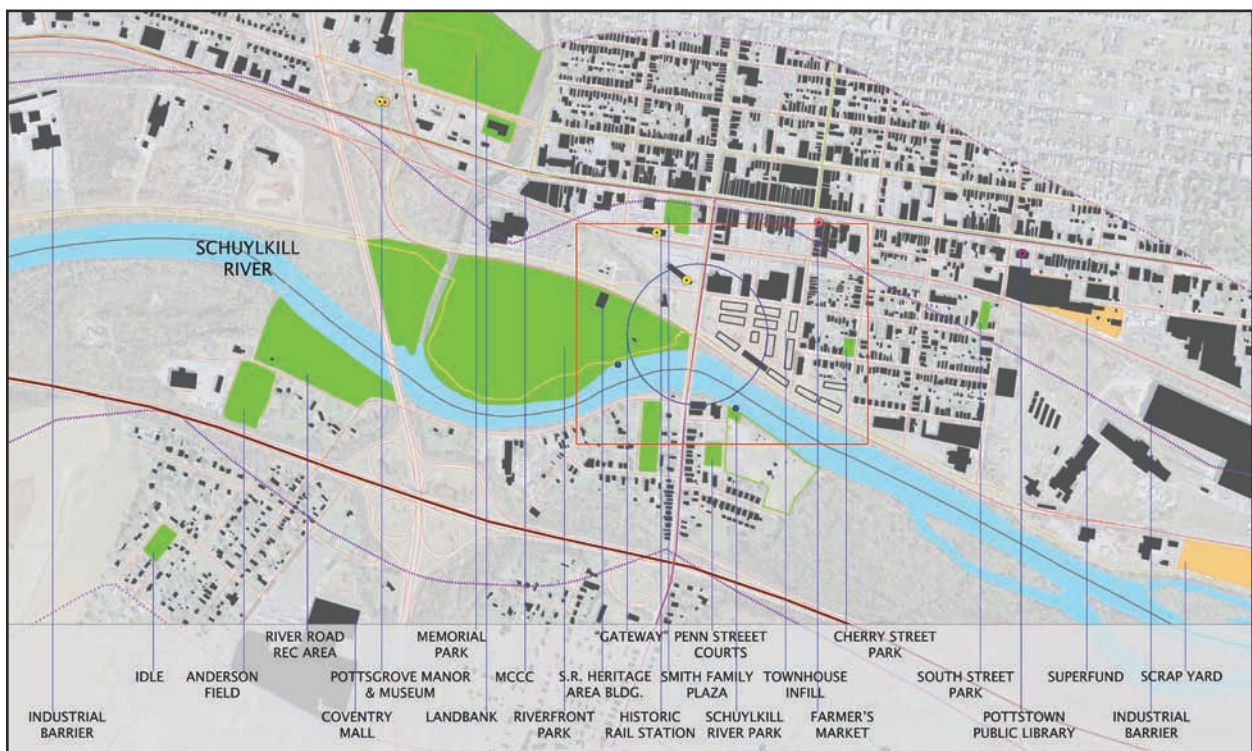 SCHUYLKILL
RIVER
RIVER ROAD
REC AREA
MEMORIAL
PARK
"GATEWAY"
PENN STREEET
COURTS
CHERRY STREET
PARK
IDLE
ANDERSON
FIELD
POTTSGROVE MANOR
& MUSEUM
MCCC
S.R. HERITAGE
AREA BLDG.
SMITH FAMILY
PLAZA
TOWNHOUSE
INFILL
SOUTH STREET
PARK
SUPERFUND
SCRAP YARD
INDUSTRIAL
BARRIER
COVENTRY
MALL
LANDBANK
RIVERFRONT
PARK
HISTORIC
RAIL STATION
SCHUYLKILL
RIVER PARK
FARMER'S
MARKET
POTTSTOWN
PUBLIC LIBRARY
INDUSTRIAL
BARRIER